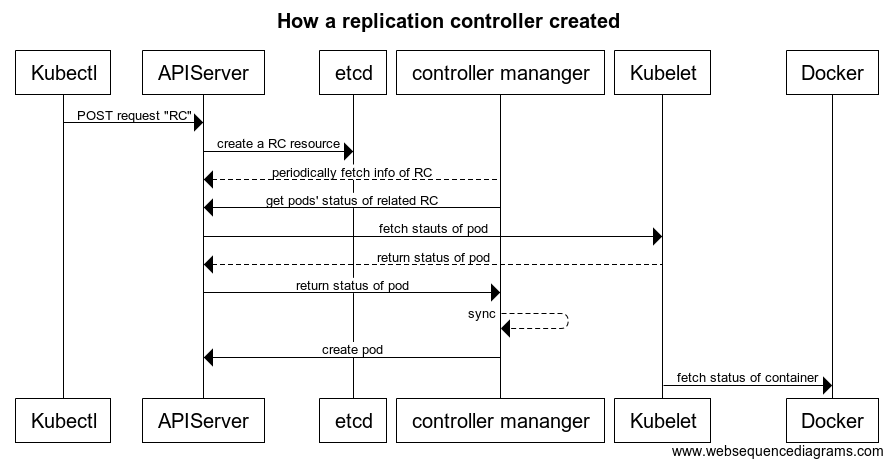 How a replication controller created
Kubectl APIServer etcd controller mananger Kubelet Docker
POST request "RC"
create a RC resource
periodically fetch info of RC
get pods' status of related RC
fetch stauts of pod
return status of pod
return status of pod
sync
create pod
fetch status of container
Kubectl APIServer etcd controller mananger Kubelet Docker
www.websequencediagrams.com